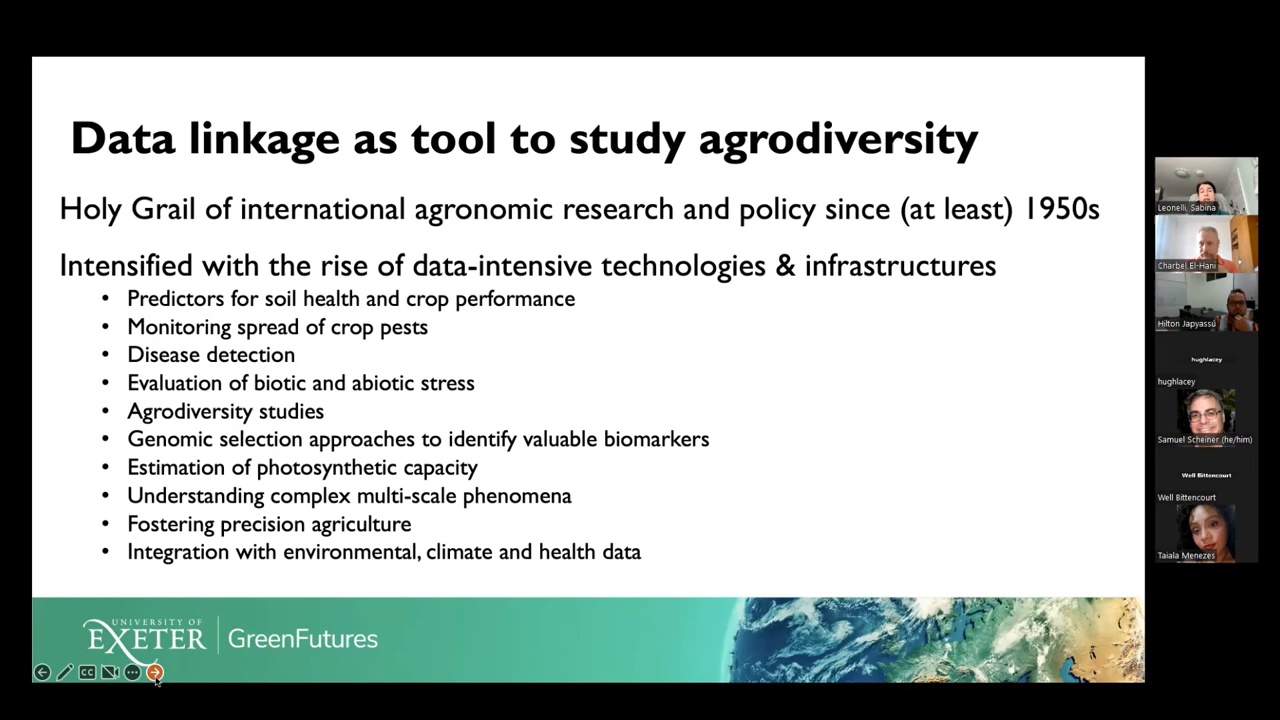 Data linkage as tool to study agrodiversity
Holy Grail of international agronomic research and policy since (at least) 1950s
Intensified with the rise of data-intensive technologies & infrastructures
• Predictors for soil health and crop performance
• Monitoring spread of crop pests
• Disease detection
• Evaluation of biotic and abiotic stress
• Agrodiversity studies
• Genomic selection approaches to identify valuable biomarkers
• Estimation of photosynthetic capacity
• Understanding complex multi-scale phenomena
• Fostering precision agriculture
• Integration with environmental, climate and health data
UNIVERSITY OF
EXETER
GreenFutures
CC
Leonelli, Sabina
Charbel El-Hani
Hilton Japyassú
hughlacey
hughlacey
Samuel Scheiner (he/him)
Well Bittencourt
Well Bittencourt
Taiala Menezes